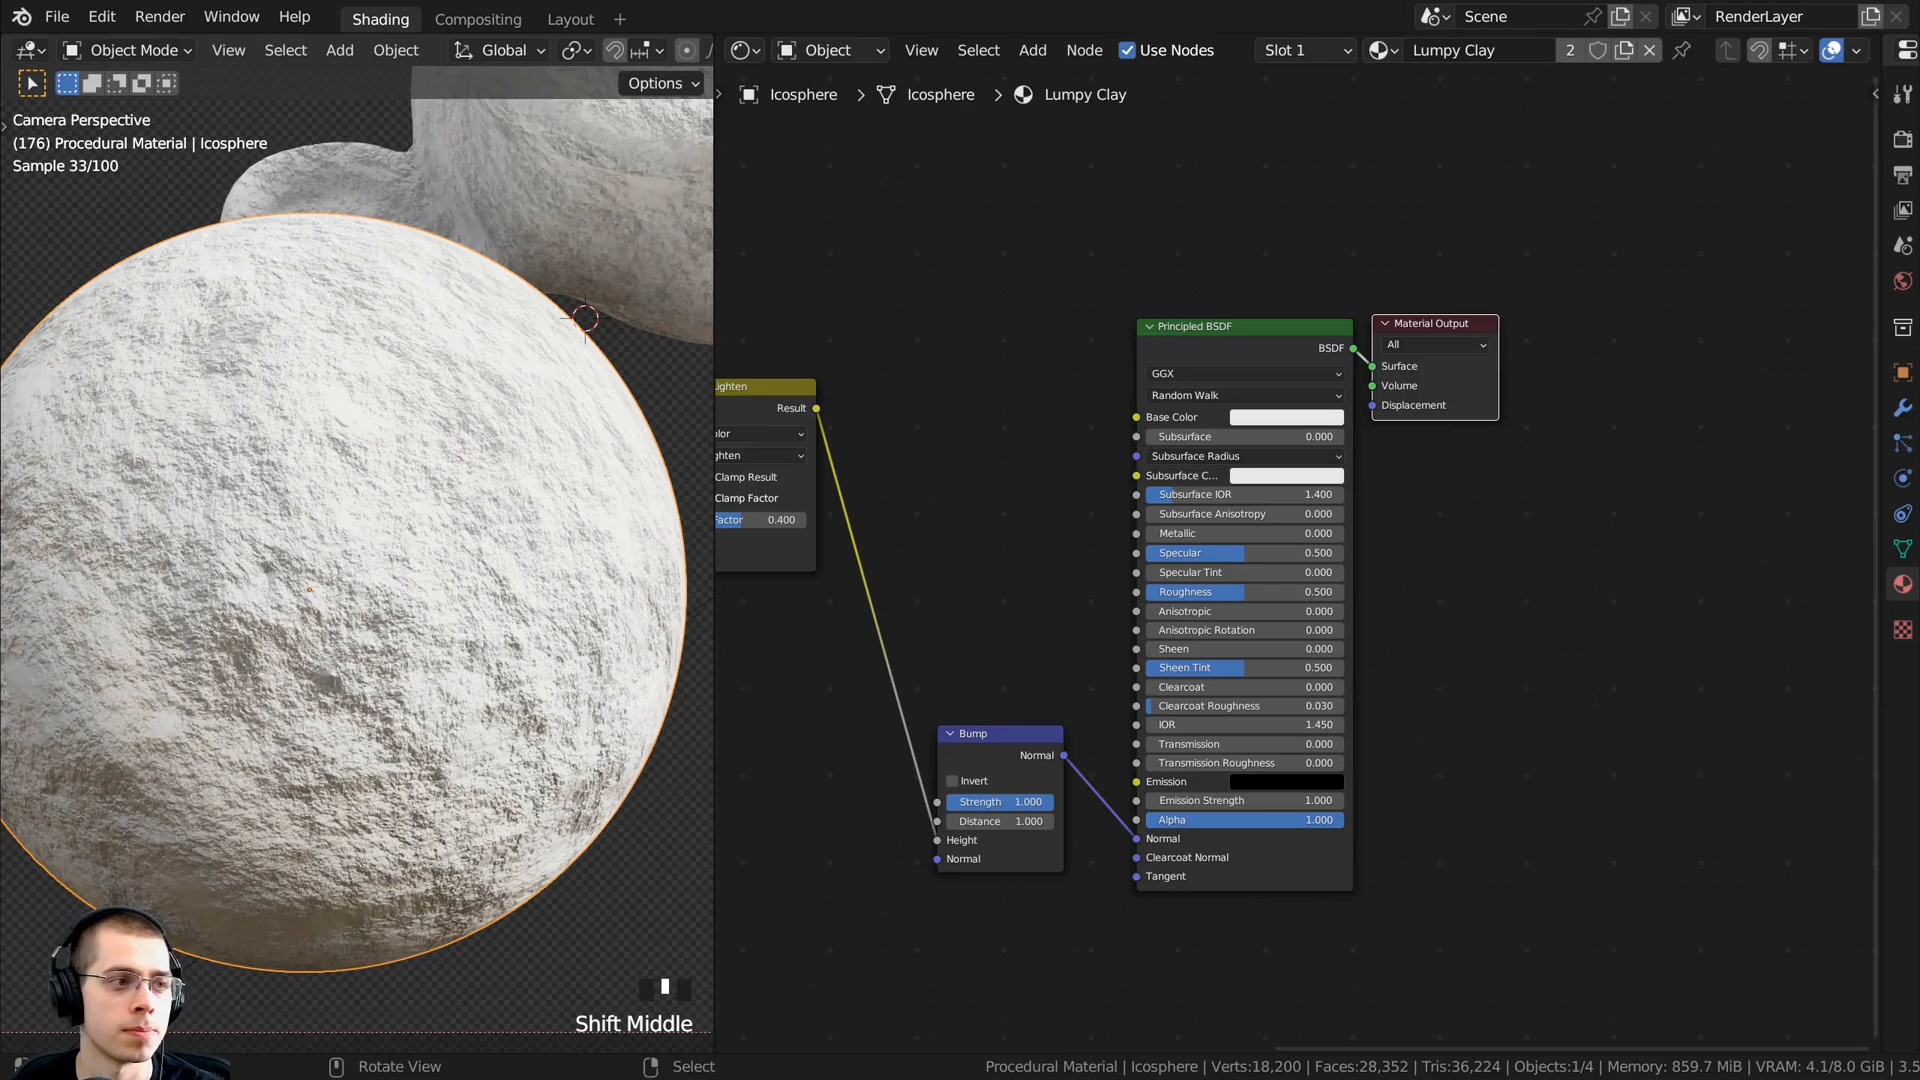 File Edit Render Window Help Shading Compositing Layout + Scene RenderLayer
Object Mode View Select Add Object Global Object View Select Add Node Use Nodes Slot 1 Lumpy Clay 2
Options
Camera Perspective
(176) Procedural Material | Icosphere
Sample 33/100
Icosphere > Icosphere > Lumpy Clay
ighten
Result
olor
ghten
Clamp Result
Clamp Factor
Factor 0.400
Bump
Normal
Invert
Strength 1.000
Distance 1.000
Height
Normal
Principled BSDF
BSDF
GGX
Random Walk
Base Color
Subsurface 0.000
Subsurface Radius
Subsurface C...
Subsurface IOR 1.400
Subsurface Anisotropy 0.000
Metallic 0.000
Specular 0.500
Specular Tint 0.000
Roughness 0.500
Anisotropic 0.000
Anisotropic Rotation 0.000
Sheen 0.000
Sheen Tint 0.500
Clearcoat 0.000
Clearcoat Roughness 0.030
IOR 1.450
Transmission 0.000
Transmission Roughness 0.000
Emission
Emission Strength 1.000
Alpha 1.000
Normal
Clearcoat Normal
Tangent
Material Output
All
Surface
Volume
Displacement
Shift Middle
Rotate View Select Procedural Material | Icosphere | Verts:18,200 | Faces:28,352 | Tris:36,224 | Objects:1/4 | Memory: 859.7 MiB | VRAM: 4.1/8.0 GiB | 3.5